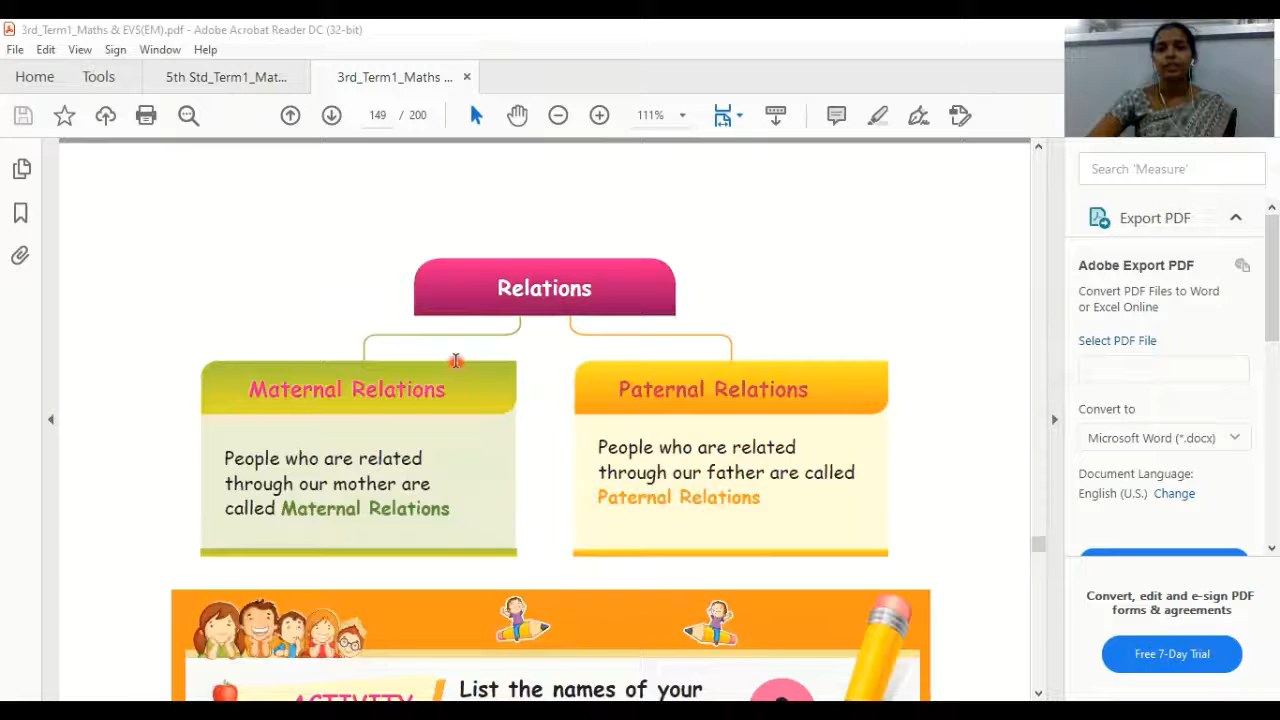 3rd_Term1_Maths & EVS(EM).pdf - Adobe Acrobat Reader DC (32-bit)
File Edit View Sign Window Help
Home Tools 5th Std_Term1_Mat... 3rd_Term1_Maths ... ×
149 / 200 111%
Search 'Measure'
Export PDF
Adobe Export PDF
Convert PDF Files to Word
or Excel Online
Select PDF File
Convert to
Microsoft Word (*.docx)
Document Language:
English (U.S.) Change
Convert, edit and e-sign PDF
forms & agreements
Free 7-Day Trial
Relations
Maternal Relations
People who are related
through our mother are
called Maternal Relations
Paternal Relations
People who are related
through our father are called
Paternal Relations
ACTIVITY
List the names of your